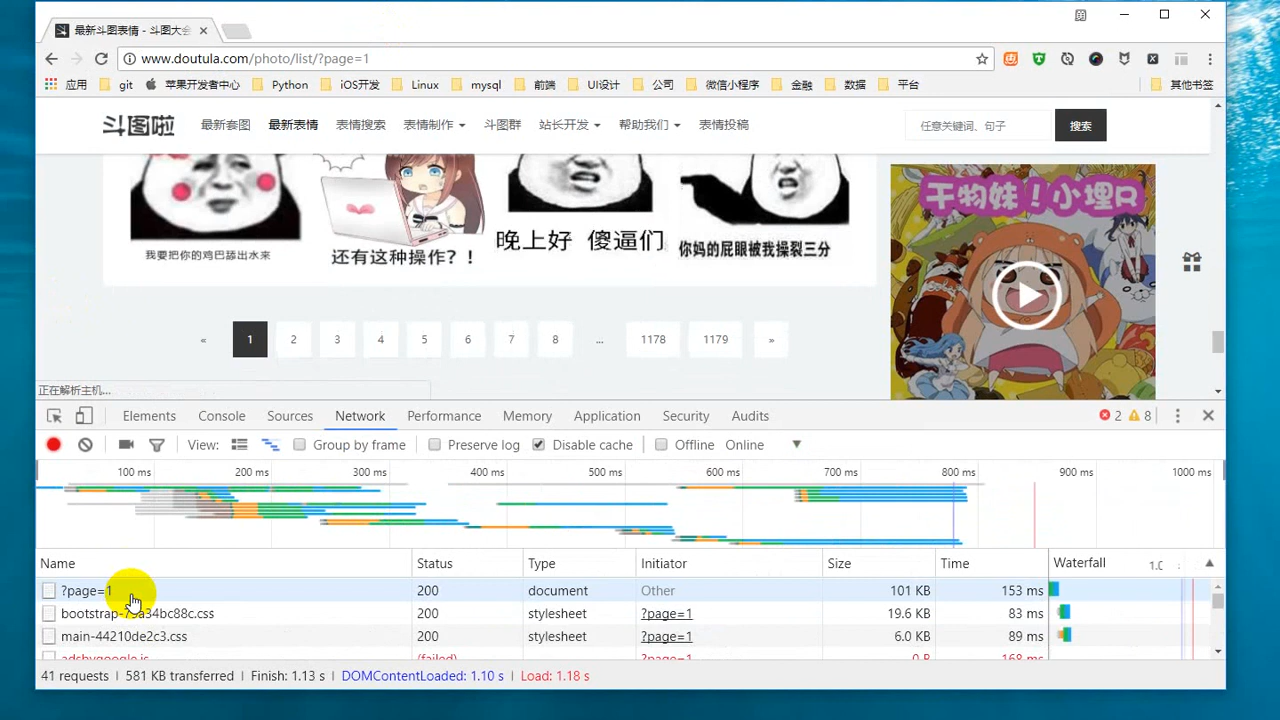 最新斗图表情 - 斗图大会
www.doutula.com/photo/list/?page=1
应用 git 苹果开发者中心 Python iOS开发 Linux mysql 前端 UI设计 公司 微信小程序 金融 数据 平台 其他书签
斗图啦 最新套图 最新表情 表情搜索 表情制作 斗图群 站长开发 帮助我们 表情投稿 任意关键词、句子 搜索
干物妹!小埋R
我要把你的鸡巴舔出水来
还有这种操作?!
晚上好 傻逼们
你妈的屁眼被我操裂三分
« 1 2 3 4 5 6 7 8 ... 1178 1179 »
正在解析主机...
Elements Console Sources Network Performance Memory Application Security Audits 2 8
View: Group by frame Preserve log Disable cache Offline Online
100 ms 200 ms 300 ms 400 ms 500 ms 600 ms 700 ms 800 ms 900 ms 1000 ms
Name Status Type Initiator Size Time Waterfall
?page=1 200 document Other 101 KB 153 ms
bootstrap-79a34bc88c.css 200 stylesheet ?page=1 19.6 KB 83 ms
main-44210de2c3.css 200 stylesheet ?page=1 6.0 KB 89 ms
adsbygoogle.js (failed) ?page=1 0 B 168 ms
41 requests | 581 KB transferred | Finish: 1.13 s | DOMContentLoaded: 1.10 s | Load: 1.18 s